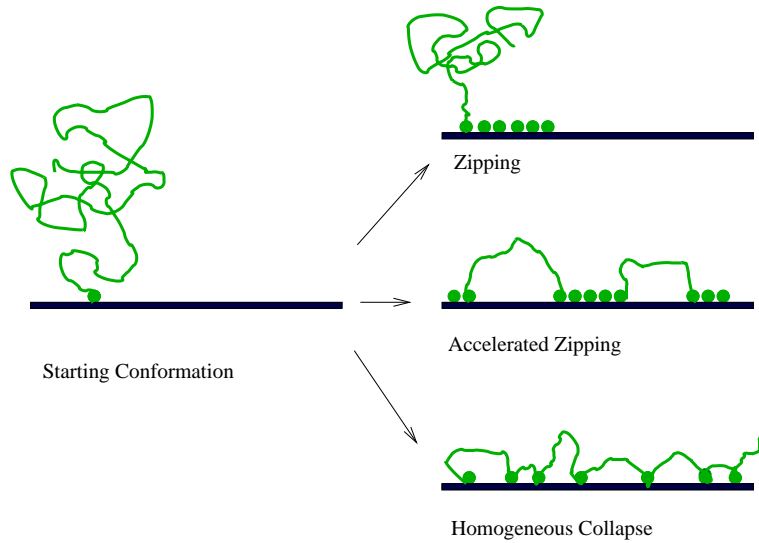 Zipping
Starting Conformation
Accelerated Zipping
Homogeneous Collapse